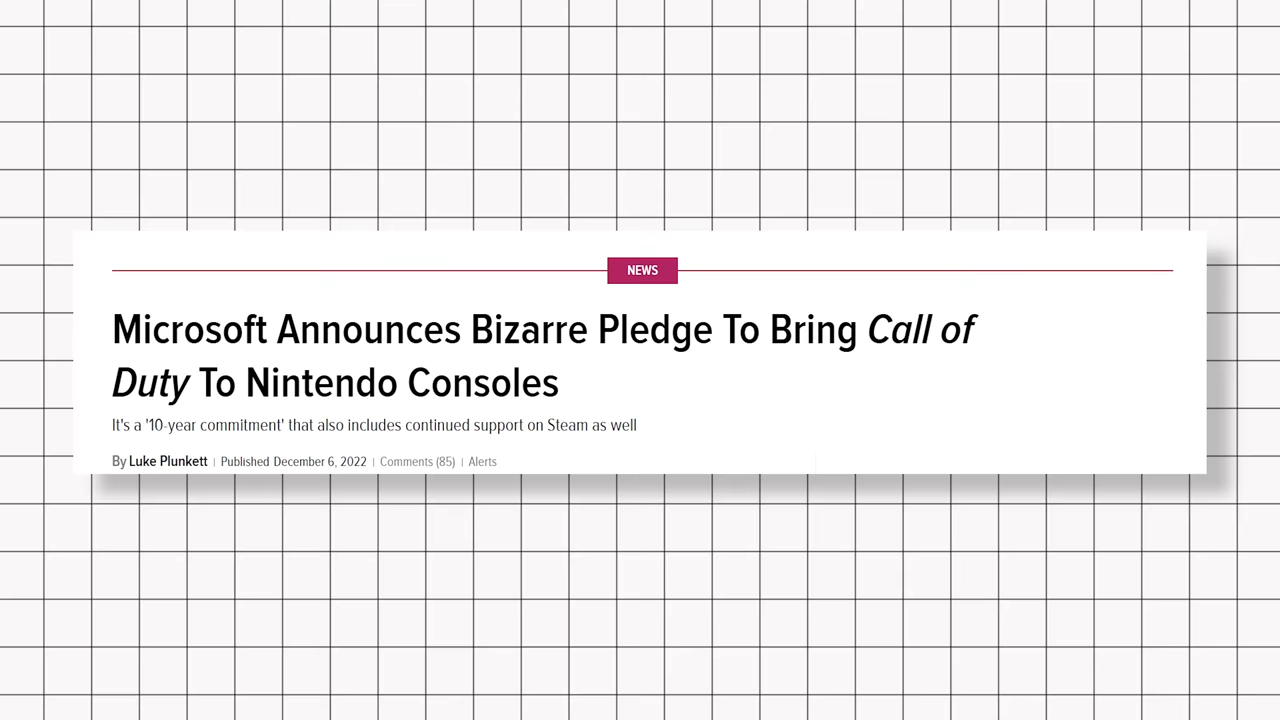 NEWS
Microsoft Announces Bizarre Pledge To Bring Call of
Duty To Nintendo Consoles
It's a '10-year commitment' that also includes continued support on Steam as well
By Luke Plunkett | Published December 6, 2022 | Comments (85) | Alerts